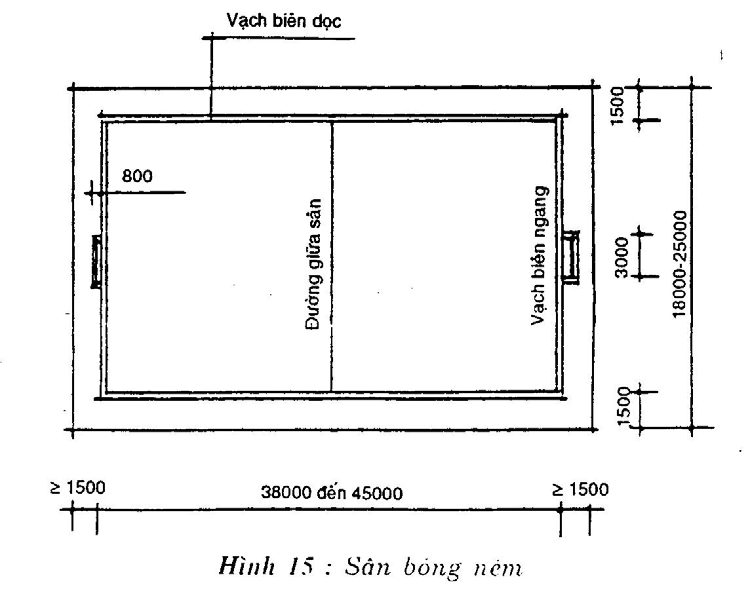 Vạch biên dọc
1500
800
Đường giữa sân
Vạch biên ngang
3000
18000-25000
1500
≥ 1500
38000 đến 45000
≥ 1500
Hình 15 : Sân bóng ném